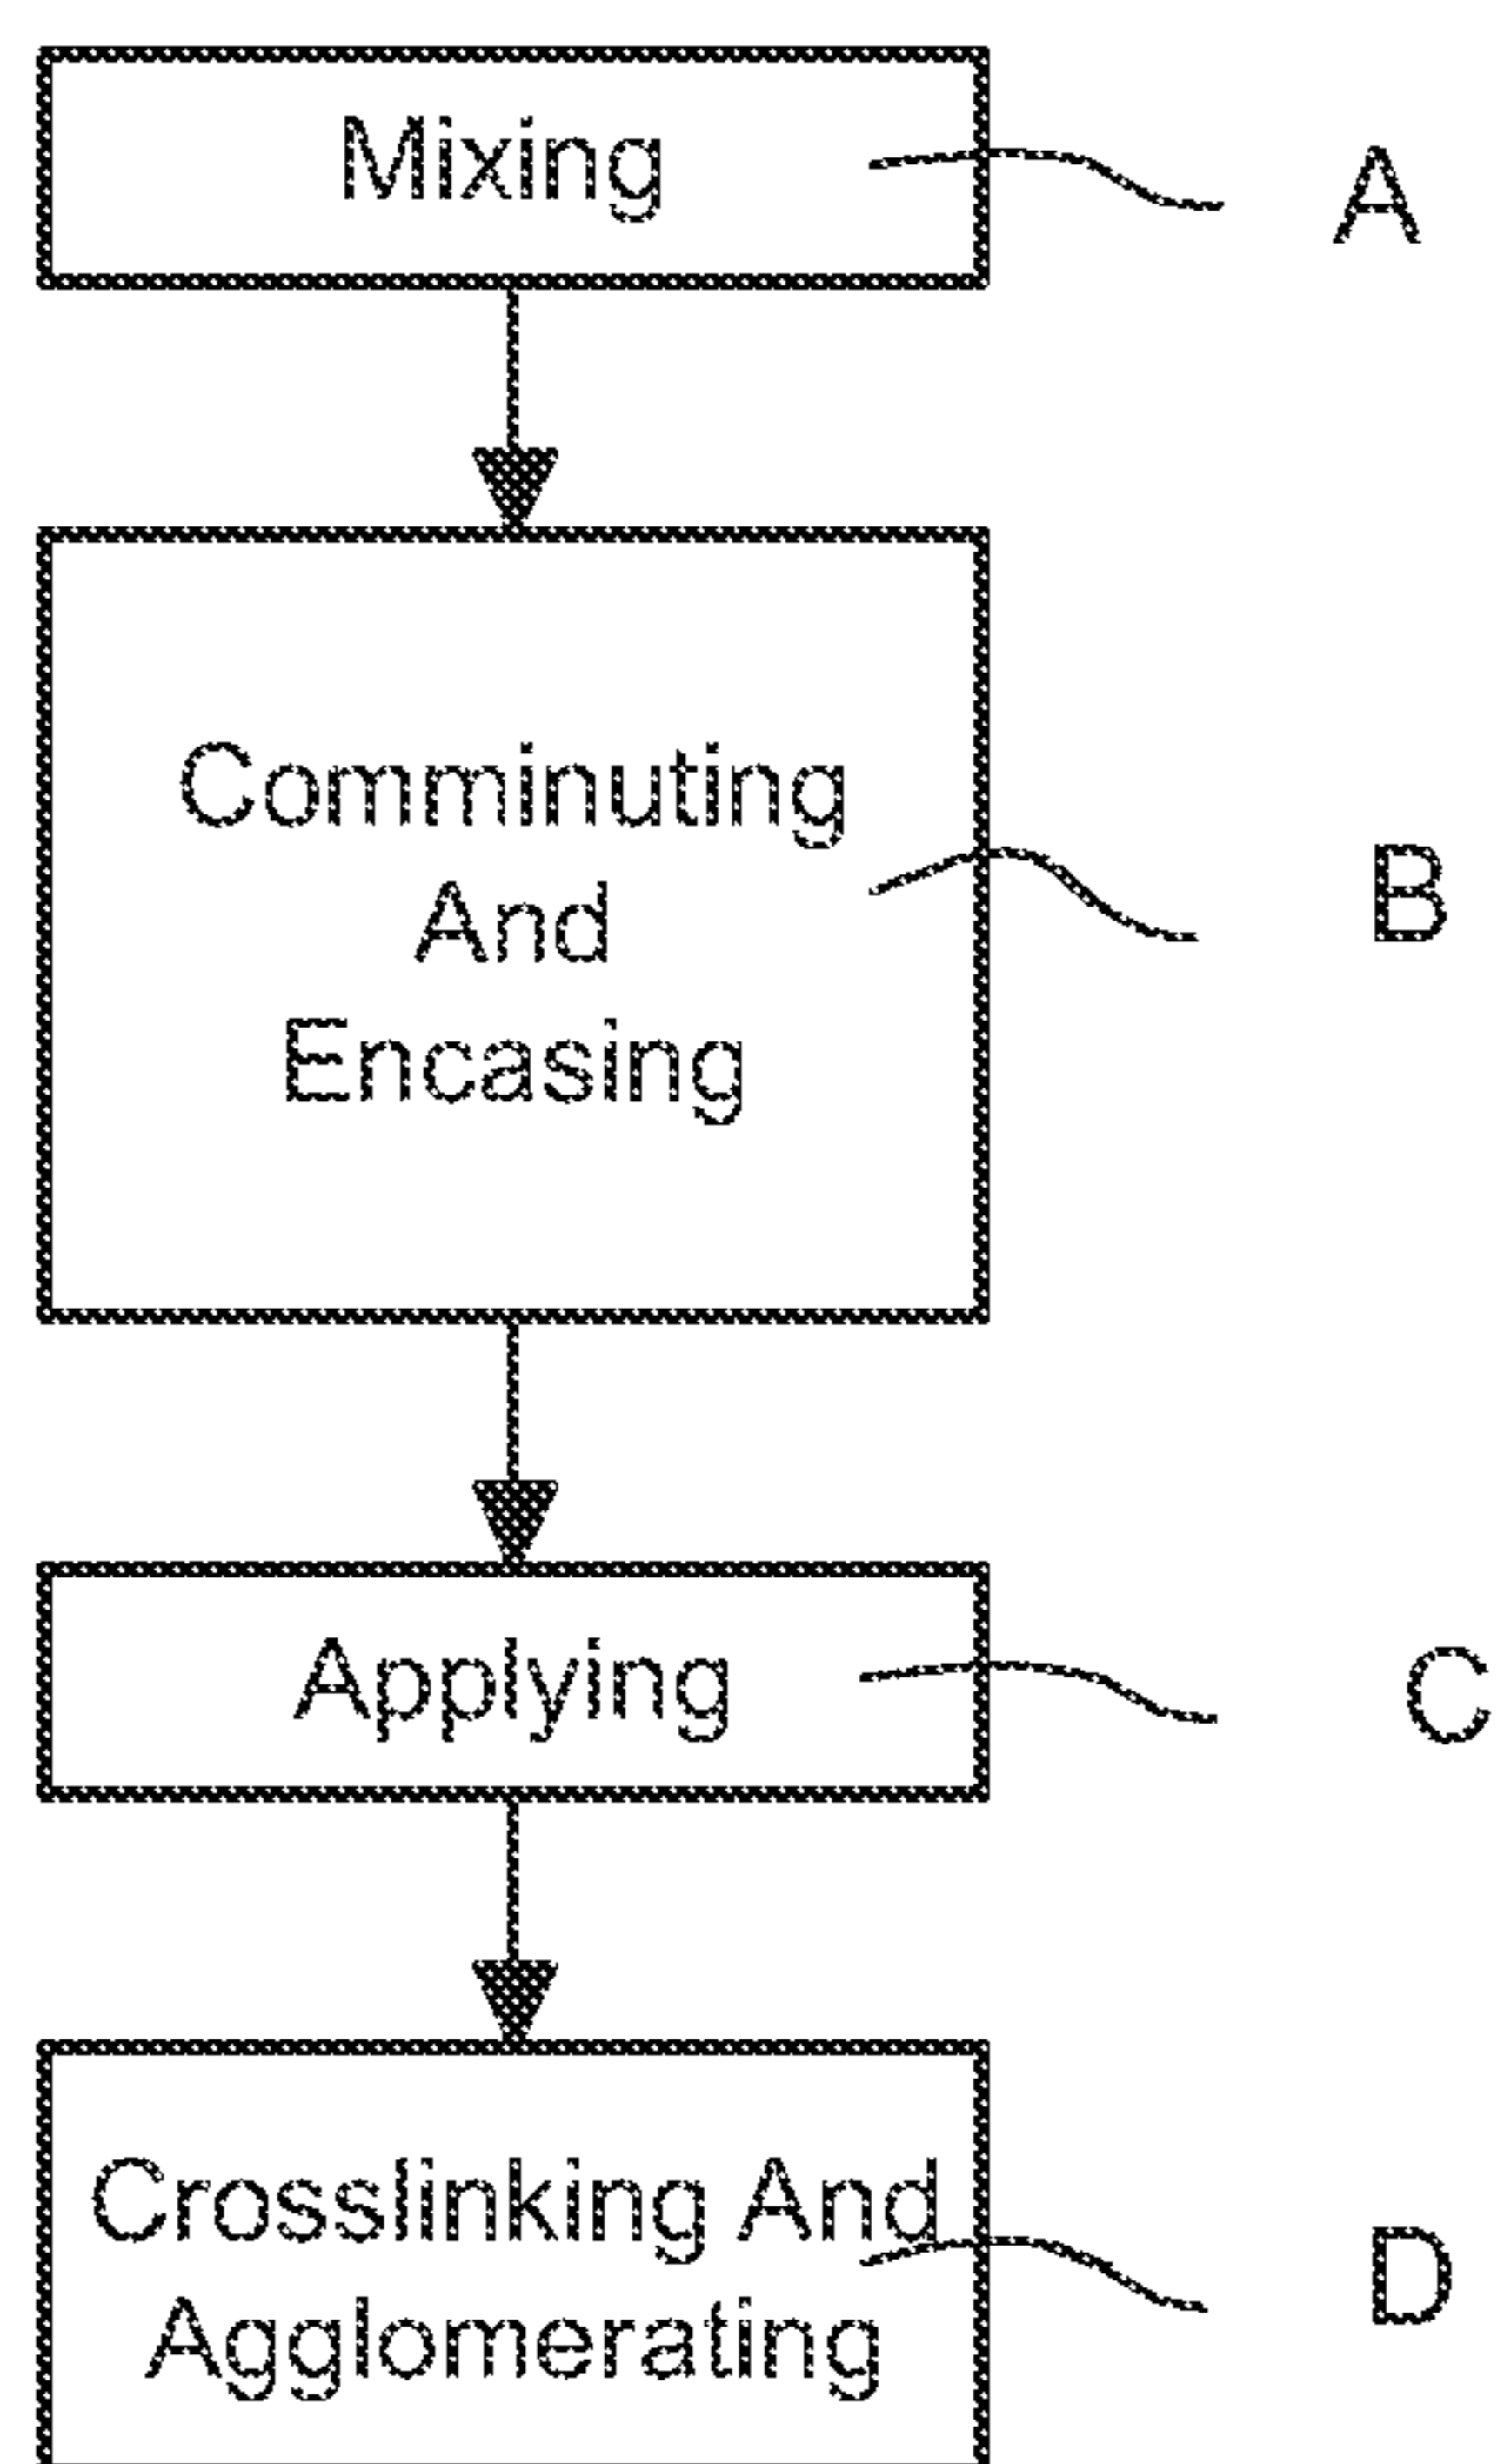 Mixing
A
Comminuting
And
Encasing
B
Applying
C
Crosslinking And
Agglomerating
D